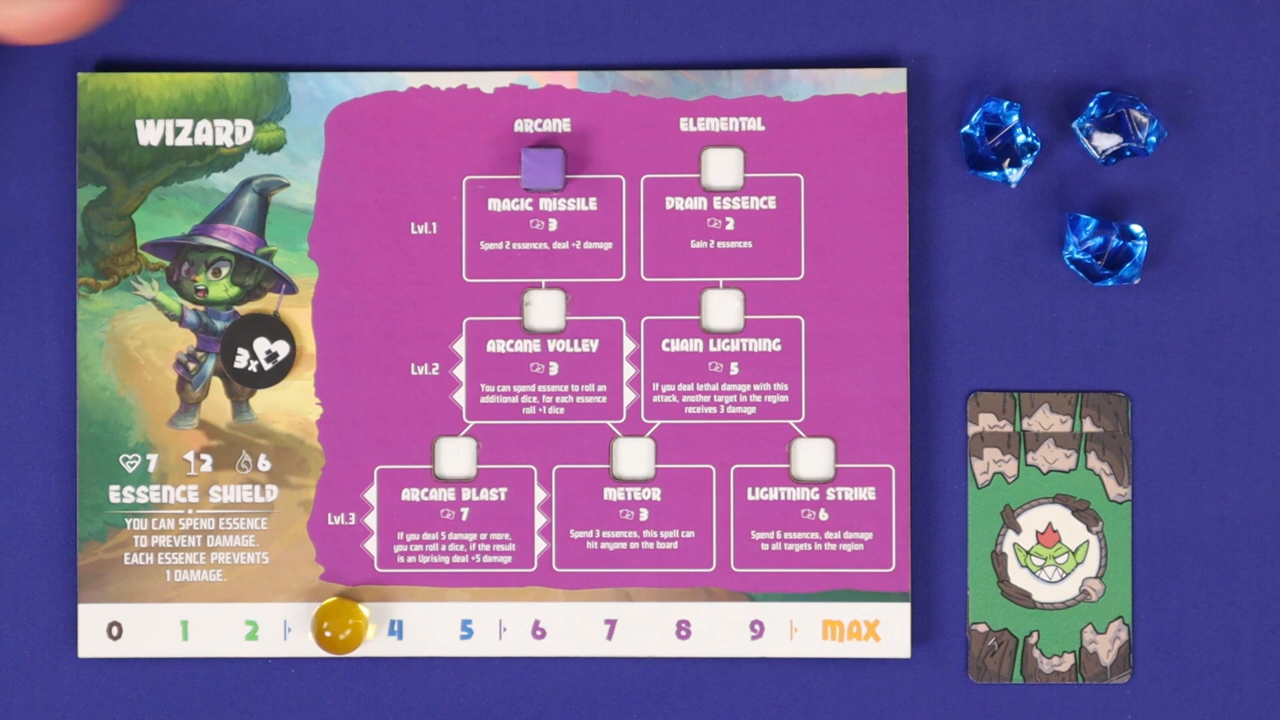 WIZARD
3x
7 2 6
ESSENCE SHIELD
YOU CAN SPEND ESSENCE
TO PREVENT DAMAGE.
EACH ESSENCE PREVENTS
1 DAMAGE.
ARCANE
ELEMENTAL
Lvl.1
MAGIC MISSILE
3
Spend 2 essences, deal +2 damage
DRAIN ESSENCE
2
Gain 2 essences
Lvl.2
ARCANE VOLLEY
3
You can spend essence to roll an
additional dice, for each essence
roll +1 dice
CHAIN LIGHTNING
5
If you deal lethal damage with this
attack, another target in the region
receives 3 damage
Lvl.3
ARCANE BLAST
7
If you deal 5 damage or more,
you can roll a dice, if the result
is an Uprising deal +5 damage
METEOR
3
Spend 3 essences, this spell can
hit anyone on the board
LIGHTNING STRIKE
6
Spend 6 essences, deal damage
to all targets in the region
0 1 2 4 5 6 7 8 9 MAX